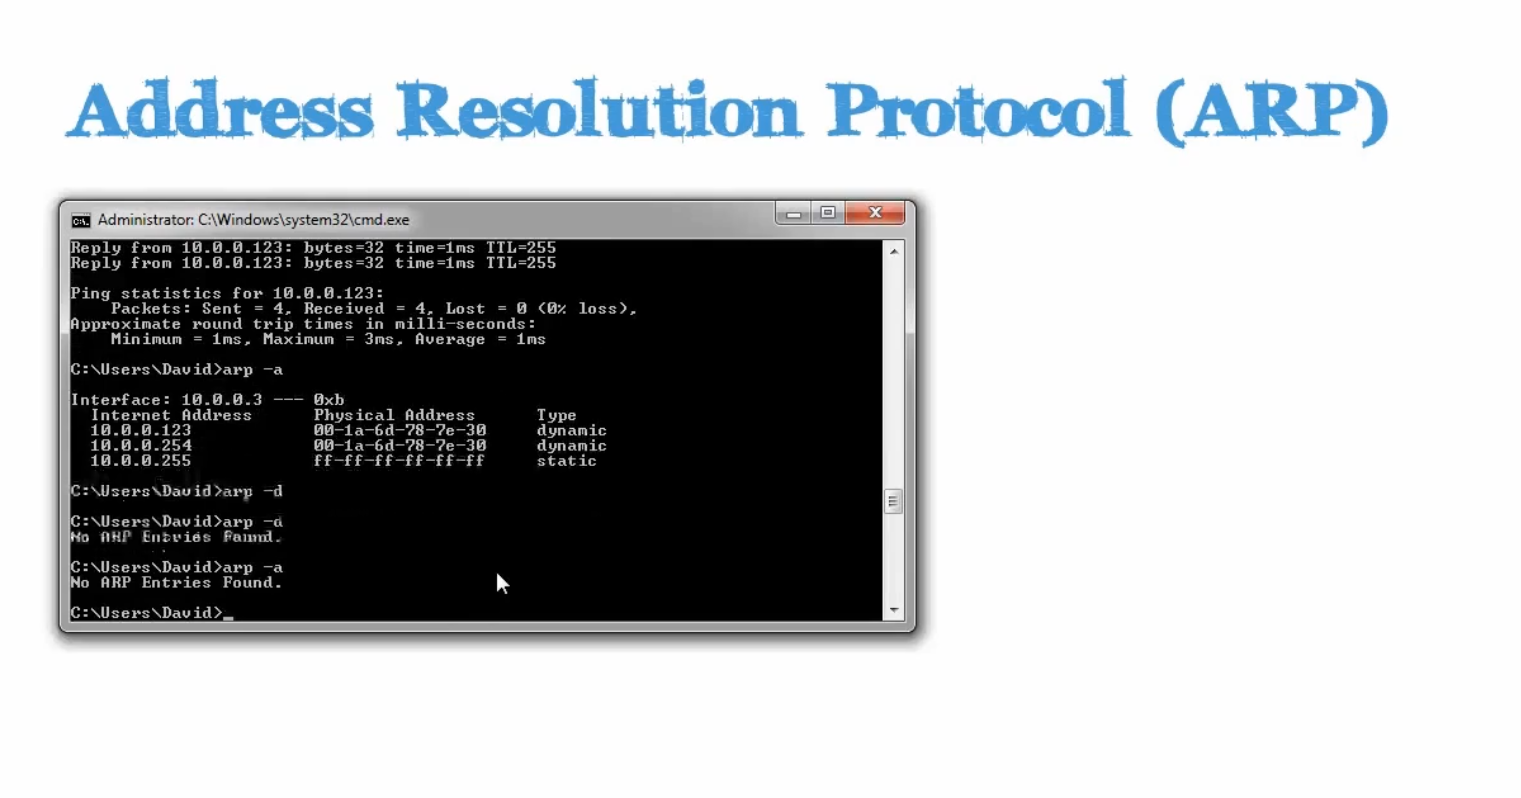 Address Resolution Protocol (ARP)
Administrator: C:\Windows\system32\cmd.exe
Reply from 10.0.0.123: bytes=32 time=1ms TTL=255
Reply from 10.0.0.123: bytes=32 time=1ms TTL=255
Ping statistics for 10.0.0.123:
Packets: Sent = 4, Received = 4, Lost = 0 (0% loss),
Approximate round trip times in milli-seconds:
Minimum = 1ms, Maximum = 3ms, Average = 1ms
C:\Users\David>arp -a
Interface: 10.0.0.3 --- 0xb
Internet Address Physical Address Type
10.0.0.123 00-1a-6d-78-7e-30 dynamic
10.0.0.254 00-1a-6d-78-7e-30 dynamic
10.0.0.255 ff-ff-ff-ff-ff-ff static
C:\Users\David>arp -d
C:\Users\David>arp -d
No ARP Entries Found.
C:\Users\David>arp -a
No ARP Entries Found.
C:\Users\David>_